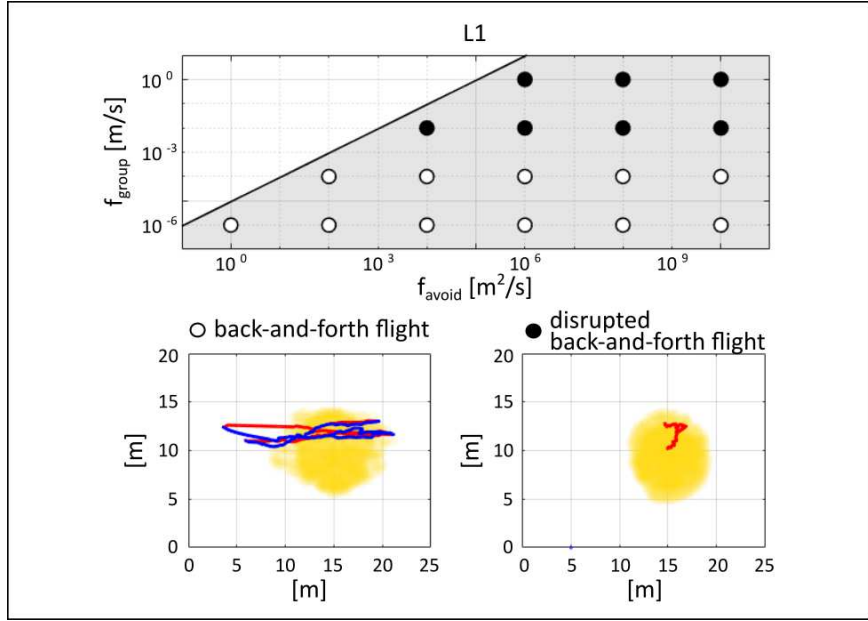 L1
f_group [m/s]
10^0
10^-3
10^-6
10^0 10^3 10^6 10^9
f_avoid [m^2/s]
back-and-forth flight
disrupted
back-and-forth flight
[m]
20
15
10
5
0
0 5 10 15 20 25
[m]
[m]
20
15
10
5
0
0 5 10 15 20 25
[m]